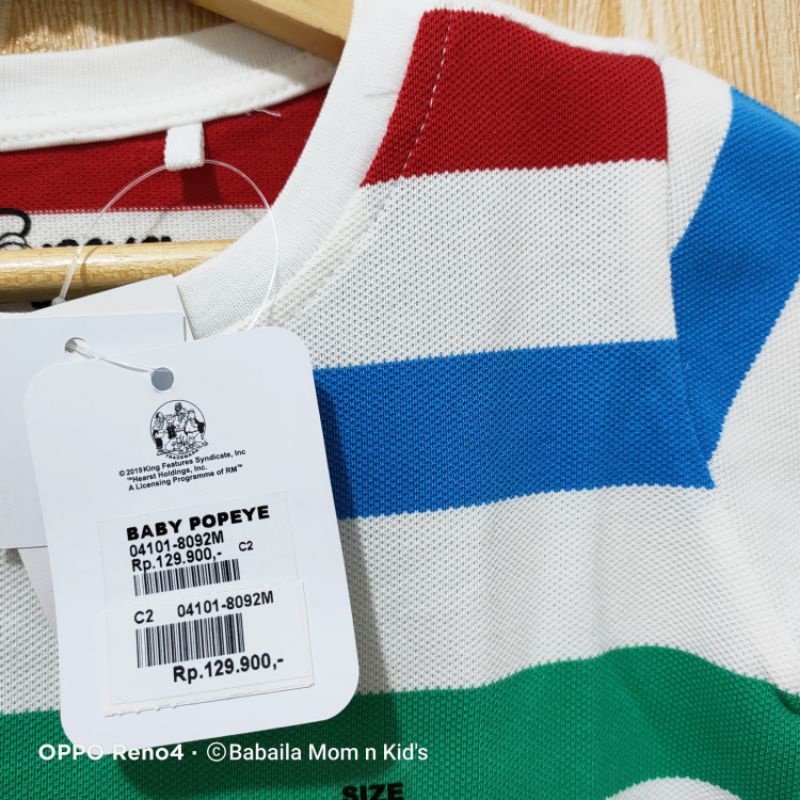 TRADEMARK
©2019 King Features Syndicate, Inc
™Hearst Holdings, Inc.
A Licensing Programme of RM™
BABY POPEYE
04101-8092M
Rp.129.900,- C2
C2 04101-8092M
Rp.129.900,-
OPPO Reno4 · ©Babaila Mom n Kid's
SIZE